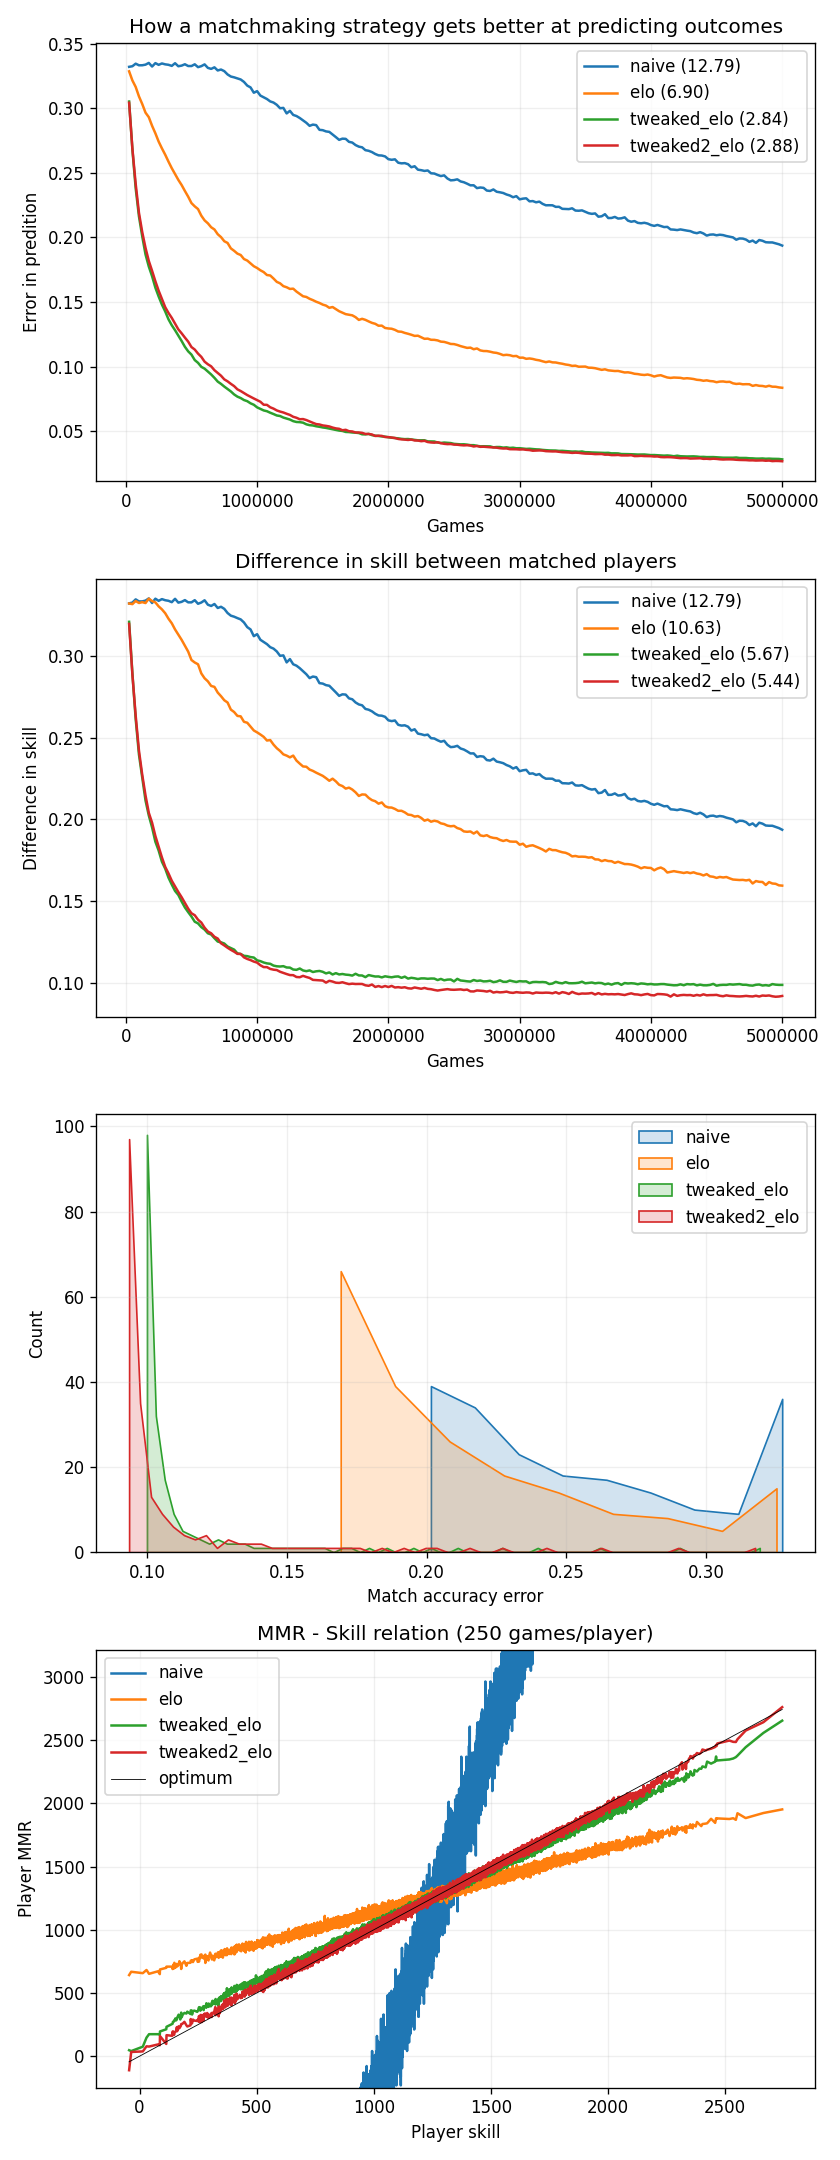 How a matchmaking strategy gets better at predicting outcomes
0.35
0.30
0.25
0.20
0.15
0.10
0.05
Error in predition
naive (12.79)
elo (6.90)
tweaked_elo (2.84)
tweaked2_elo (2.88)
0 1000000 2000000 3000000 4000000 5000000
Games
Difference in skill between matched players
0.30
0.25
0.20
0.15
0.10
Difference in skill
naive (12.79)
elo (10.63)
tweaked_elo (5.67)
tweaked2_elo (5.44)
0 1000000 2000000 3000000 4000000 5000000
Games
100
80
60
40
20
0
Count
naive
elo
tweaked_elo
tweaked2_elo
0.10 0.15 0.20 0.25 0.30
Match accuracy error
MMR - Skill relation (250 games/player)
3000
2500
2000
1500
1000
500
0
Player MMR
naive
elo
tweaked_elo
tweaked2_elo
optimum
0 500 1000 1500 2000 2500
Player skill